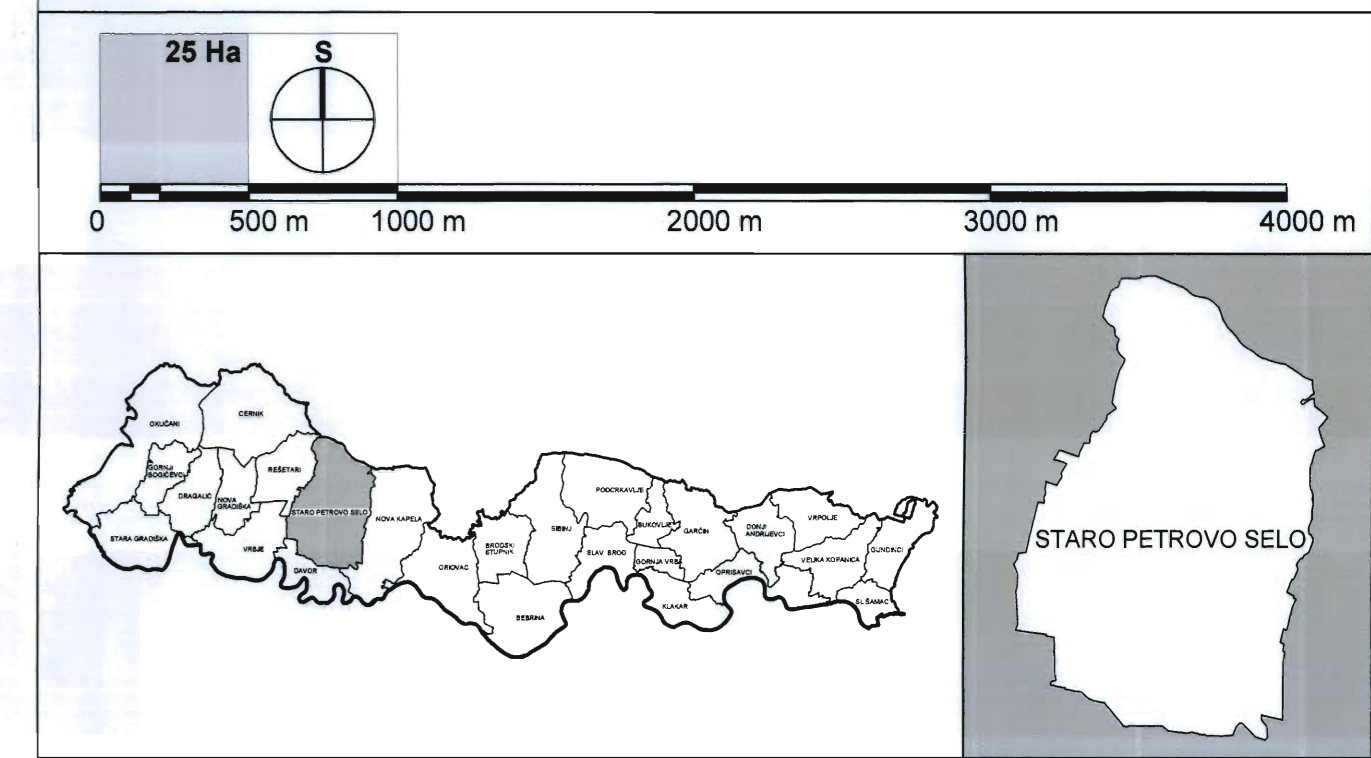 25 Ha
S
0 500 m 1000 m 2000 m 3000 m 4000 m
OKUČANI
CERNIK
GORNJI
BOGIĆEVCI
REŠETARI
DRAGALIĆ
NOVA
GRADIŠKA
STARO PETROVO SELO
NOVA KAPELA
STARA GRADIŠKA
VRBJE
DAVOR
ORIOVAC
BRODSKI
STUPNIK
BEBRINA
SIBINJ
PODCRKAVLJE
BUKOVLJE
SLAV BROD
GORNJA VRBA
GARČIN
KLAKAR
OPRISAVCI
DONJI
ANDRIJEVCI
VRPOLJE
VELIKA KOPANICA
GUNDINCI
SL ŠAMAC
STARO PETROVO SELO